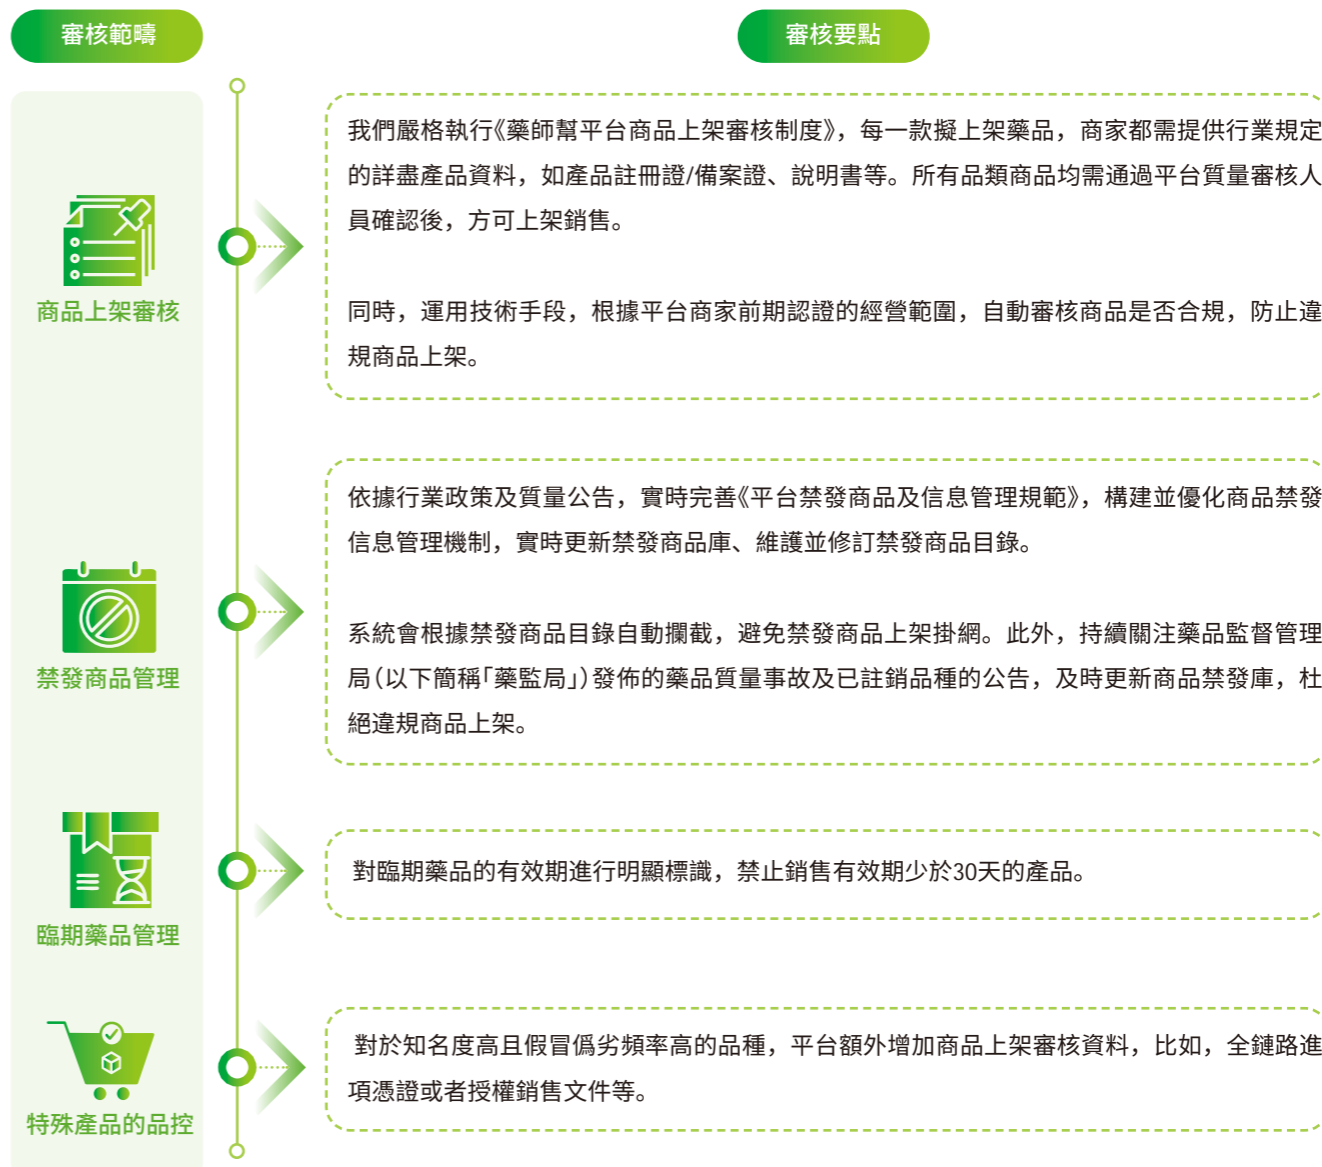 審核範疇
審核要點
商品上架審核
我們嚴格執行《藥師幫平台商品上架審核制度》，每一款擬上架藥品，商家都需提供行業規定
的詳盡產品資料，如產品註冊證/備案證、說明書等。所有品類商品均需通過平台質量審核人
員確認後，方可上架銷售。
同時，運用技術手段，根據平台商家前期認證的經營範圍，自動審核商品是否合規，防止違
規商品上架。
禁發商品管理
依據行業政策及質量公告，實時完善《平台禁發商品及信息管理規範》，構建並優化商品禁發
信息管理機制，實時更新禁發商品庫、維護並修訂禁發商品目錄。
系統會根據禁發商品目錄自動攔截，避免禁發商品上架掛網。此外，持續關注藥品監督管理
局（以下簡稱「藥監局」）發佈的藥品質量事故及已註銷品種的公告，及時更新商品禁發庫，杜
絕違規商品上架。
臨期藥品管理
對臨期藥品的有效期進行明顯標識，禁止銷售有效期少於30天的產品。
特殊產品的品控
對於知名度高且假冒偽劣頻率高的品種，平台額外增加商品上架審核資料，比如，全鏈路進
項憑證或者授權銷售文件等。